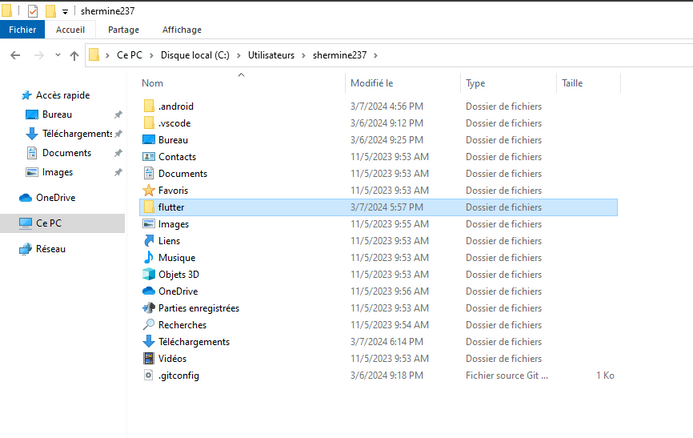 shermine237
Fichier Accueil Partage Affichage
Ce PC Disque local (C:) Utilisateurs shermine237
Nom Modifié le Type Taille
Accès rapide
Bureau
Téléchargements
Documents
Images
OneDrive
Ce PC
Réseau
.android 3/7/2024 4:56 PM Dossier de fichiers
.vscode 3/6/2024 9:12 PM Dossier de fichiers
Bureau 3/6/2024 9:25 PM Dossier de fichiers
Contacts 11/5/2023 9:53 AM Dossier de fichiers
Documents 11/5/2023 9:53 AM Dossier de fichiers
Favoris 11/5/2023 9:53 AM Dossier de fichiers
flutter 3/7/2024 5:57 PM Dossier de fichiers
Images 11/5/2023 9:55 AM Dossier de fichiers
Liens 11/5/2023 9:53 AM Dossier de fichiers
Musique 11/5/2023 9:53 AM Dossier de fichiers
Objets 3D 11/5/2023 9:53 AM Dossier de fichiers
OneDrive 11/5/2023 9:56 AM Dossier de fichiers
Parties enregistrées 11/5/2023 9:53 AM Dossier de fichiers
Recherches 11/5/2023 9:54 AM Dossier de fichiers
Téléchargements 3/7/2024 6:14 PM Dossier de fichiers
Vidéos 11/5/2023 9:53 AM Dossier de fichiers
.gitconfig 3/6/2024 9:18 PM Fichier source Git ... 1 Ko